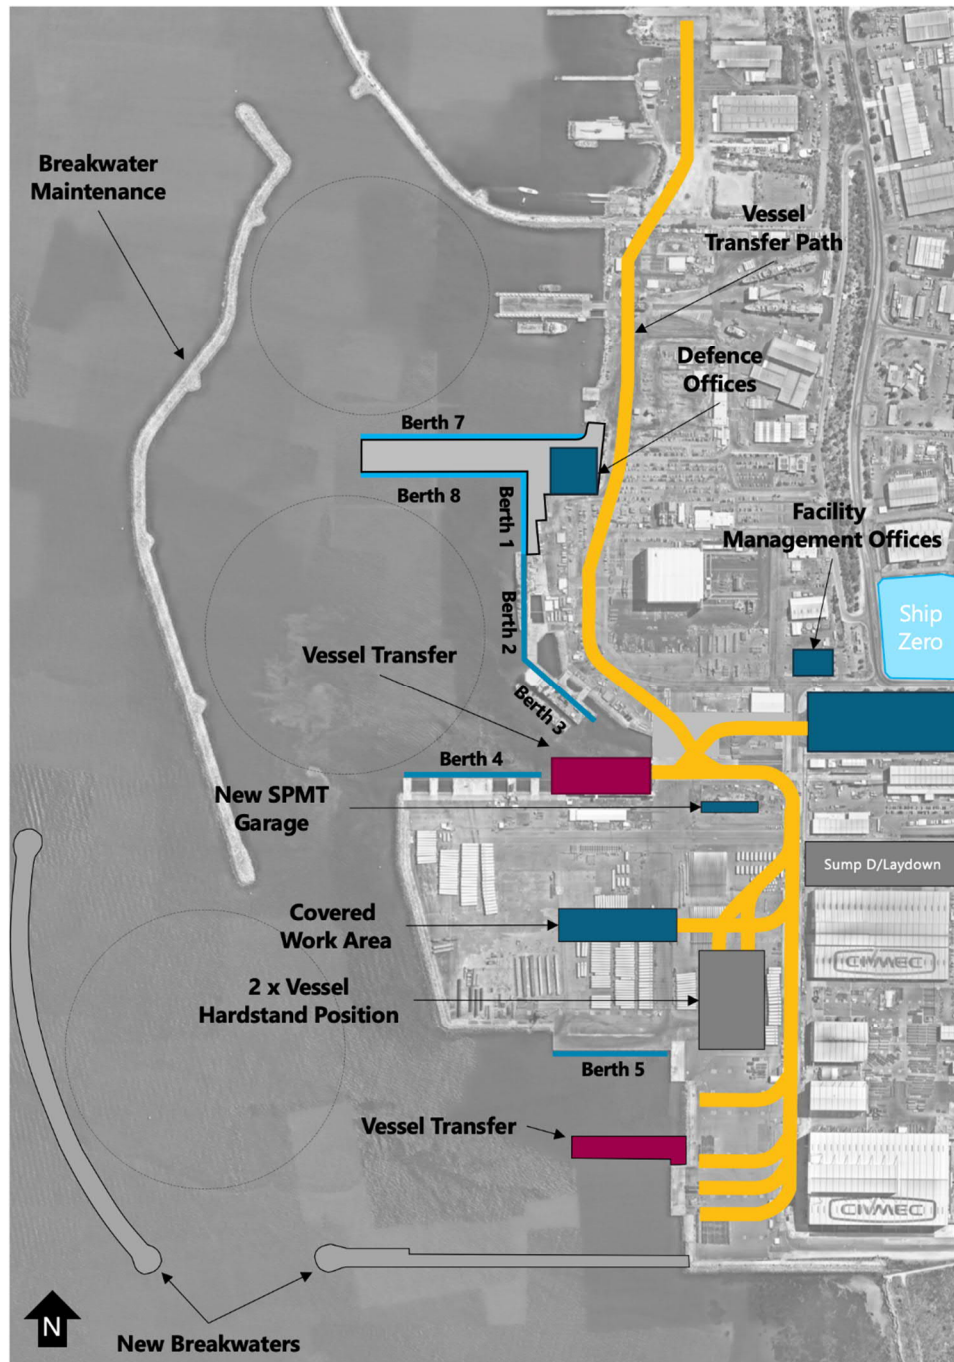 Breakwater
Maintenance
Vessel
Transfer Path
Defence
Offices
Berth 7
Berth 8
Berth 1
Facility
Management Offices
Berth 2
Ship
Zero
Vessel Transfer
Berth 3
Berth 4
New SPMT
Garage
Sump D/Laydown
Covered
Work Area
CIVMEC
2 x Vessel
Hardstand Position
Berth 5
Vessel Transfer
CIVMEC
New Breakwaters
N